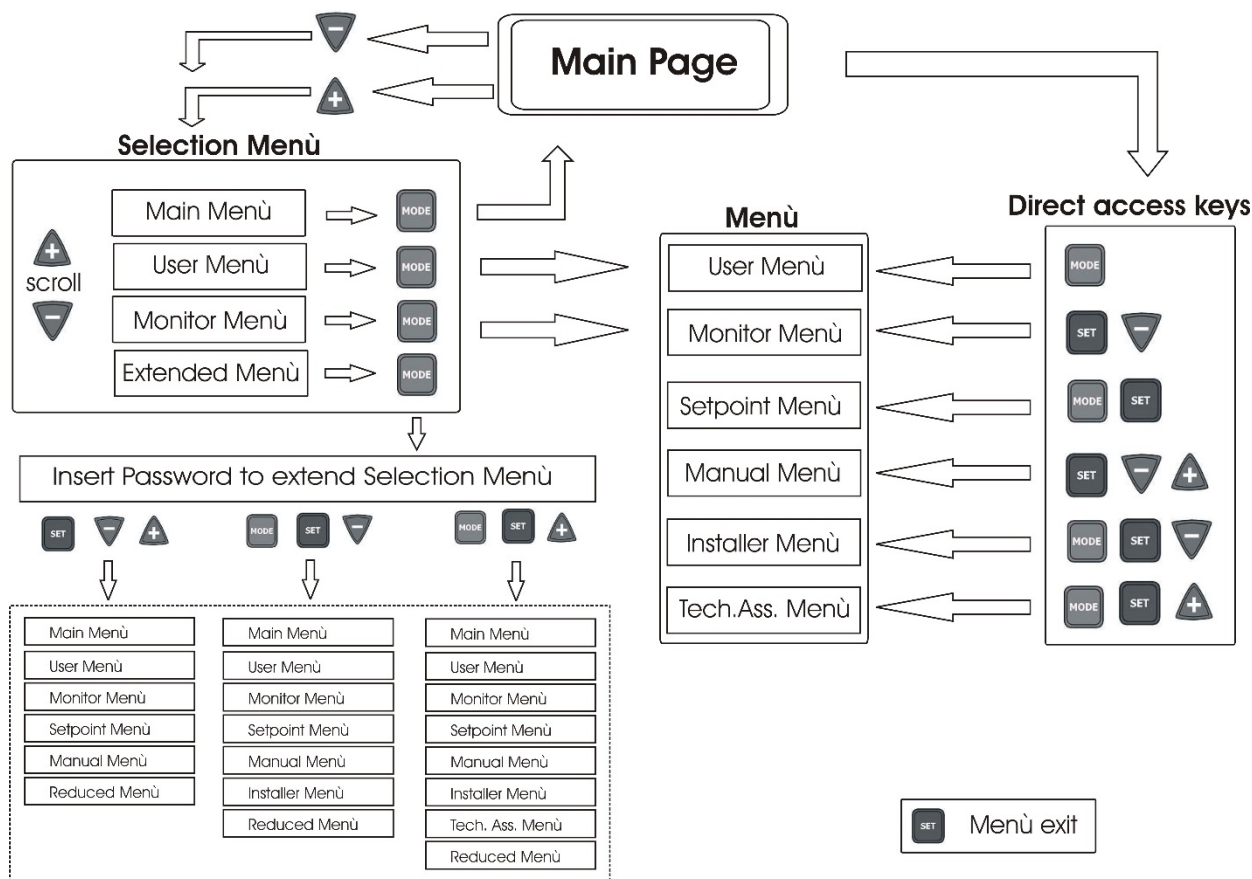 −
Main Page
+
Selection Menù
Main Menù
MODE
User Menù
MODE
Monitor Menù
MODE
Extended Menù
MODE
+
scroll
−
Insert Password to extend Selection Menù
SET − +
MODE SET −
MODE SET +
Main Menù
User Menù
Monitor Menù
Setpoint Menù
Manual Menù
Reduced Menù
Main Menù
User Menù
Monitor Menù
Setpoint Menù
Manual Menù
Installer Menù
Reduced Menù
Main Menù
User Menù
Monitor Menù
Setpoint Menù
Manual Menù
Installer Menù
Tech. Ass. Menù
Reduced Menù
Menù
User Menù
Monitor Menù
Setpoint Menù
Manual Menù
Installer Menù
Tech.Ass. Menù
Direct access keys
MODE
SET −
MODE SET
SET − +
MODE SET −
MODE SET +
SET Menù exit